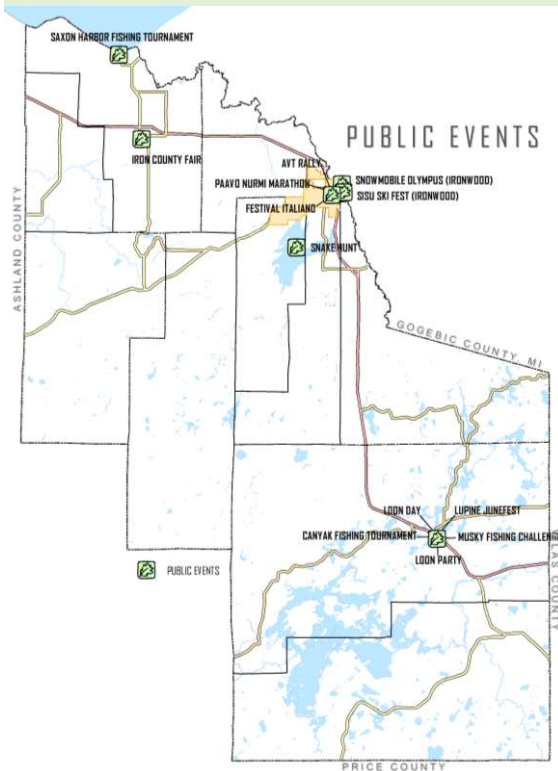 SAXON HARBOR FISHING TOURNAMENT
PUBLIC EVENTS
IRON COUNTY FAIR
AVT RALLY
PAAVO NURMI MARATHON
SNOWMOBILE OLYMPUS (IRONWOOD)
SISU SKI FEST (IRONWOOD)
FESTIVAL ITALIANO
SNAKE HUNT
ASHLAND COUNTY
GOGEBIC COUNTY, MI
LOON DAY
LUPINE JUNEFEST
CANYAK FISHING TOURNAMENT
MUSKY FISHING CHALLENGE
LOON PARTY
PUBLIC EVENTS
COUNTY
PRICE COUNTY